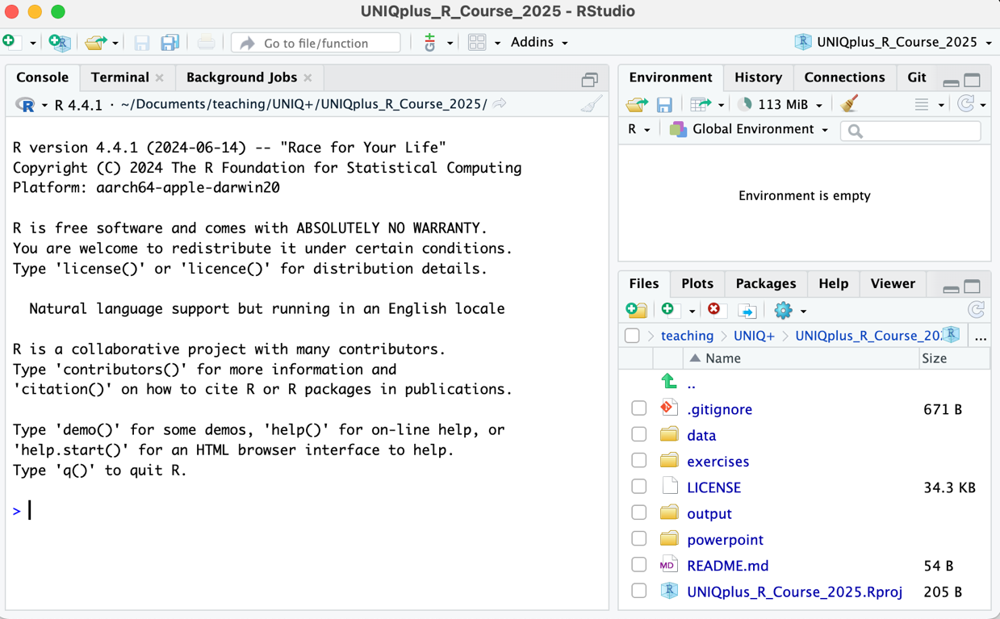 UNIQplus_R_Course_2025 - RStudio
Go to file/function
Addins
UNIQplus_R_Course_2025
Console Terminal Background Jobs
R 4.4.1 · ~/Documents/teaching/UNIQ+/UNIQplus_R_Course_2025/
R version 4.4.1 (2024-06-14) -- "Race for Your Life"
Copyright (C) 2024 The R Foundation for Statistical Computing
Platform: aarch64-apple-darwin20
R is free software and comes with ABSOLUTELY NO WARRANTY.
You are welcome to redistribute it under certain conditions.
Type 'license()' or 'licence()' for distribution details.
Natural language support but running in an English locale
R is a collaborative project with many contributors.
Type 'contributors()' for more information and
'citation()' on how to cite R or R packages in publications.
Type 'demo()' for some demos, 'help()' for on-line help, or
'help.start()' for an HTML browser interface to help.
Type 'q()' to quit R.
>
Environment History Connections Git
113 MiB
R Global Environment
Environment is empty
Files Plots Packages Help Viewer
teaching UNIQ+ UNIQplus_R_Course_20 ...
Name Size
..
.gitignore 671 B
data
exercises
LICENSE 34.3 KB
output
powerpoint
README.md 54 B
UNIQplus_R_Course_2025.Rproj 205 B